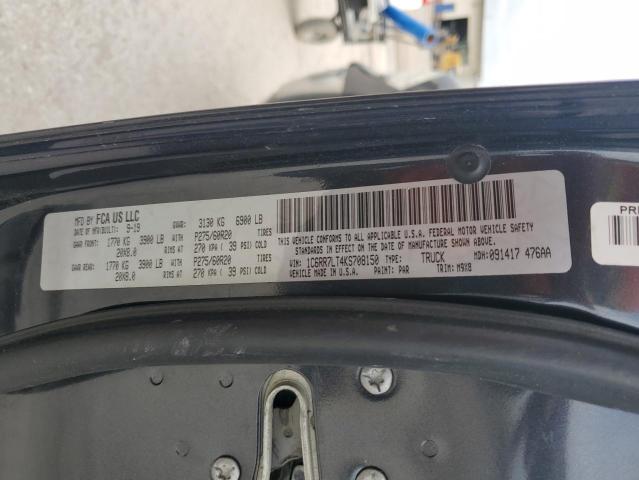 MFD BY FCA US LLC
DATE OF MFR/BUILT: 9-19 GVWR: 3130 KG 6900 LB
GAWR FRONT: 1770 KG 3900 LB WITH P275/60R20 TIRES
20X8.0 RIMS AT 270 KPA ( 39 PSI) COLD
GAWR REAR: 1770 KG 3900 LB WITH P275/60R20 TIRES
20X8.0 RIMS AT 270 KPA ( 39 PSI) COLD
THIS VEHICLE CONFORMS TO ALL APPLICABLE U.S.A. FEDERAL MOTOR VEHICLE SAFETY
STANDARDS IN EFFECT ON THE DATE OF MANUFACTURE SHOWN ABOVE.
VIN: 1C6RR7LT4KS708150 TYPE: TRUCK MDH: 091417 476AA
MADE IN U.S.A. PAINT: PAR TRIM: M9X8